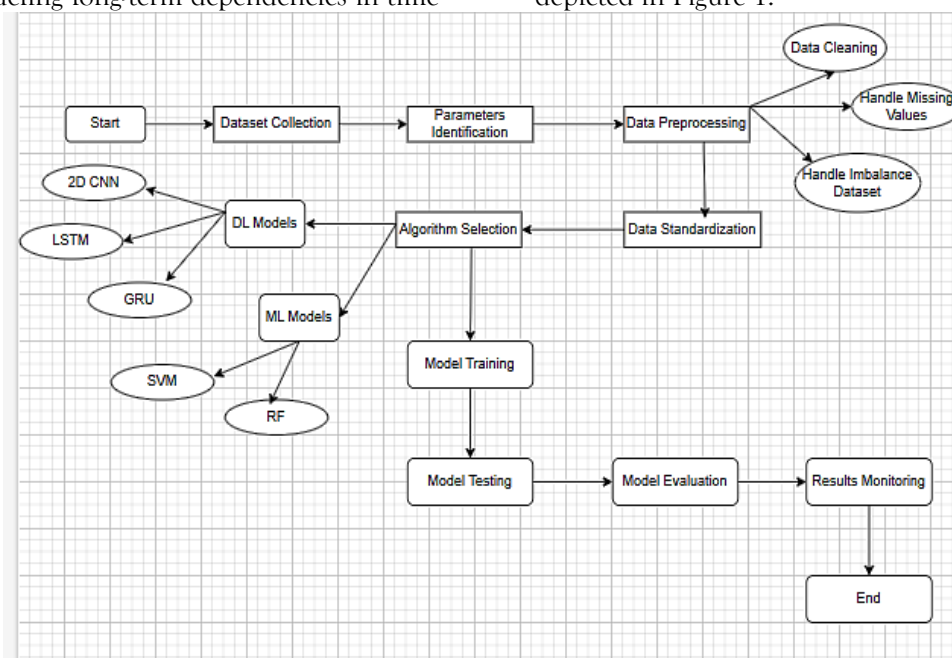 long-term dependencies in time
depicted in Figure 1.
Data Cleaning
Handle Missing
Values
Start
Dataset Collection
Parameters
Identification
Data Preprocessing
Handle Imbalance
Dataset
2D CNN
LSTM
GRU
DL Models
Algorithm Selection
Data Standardization
ML Models
SVM
RF
Model Training
Model Testing
Model Evaluation
Results Monitoring
End